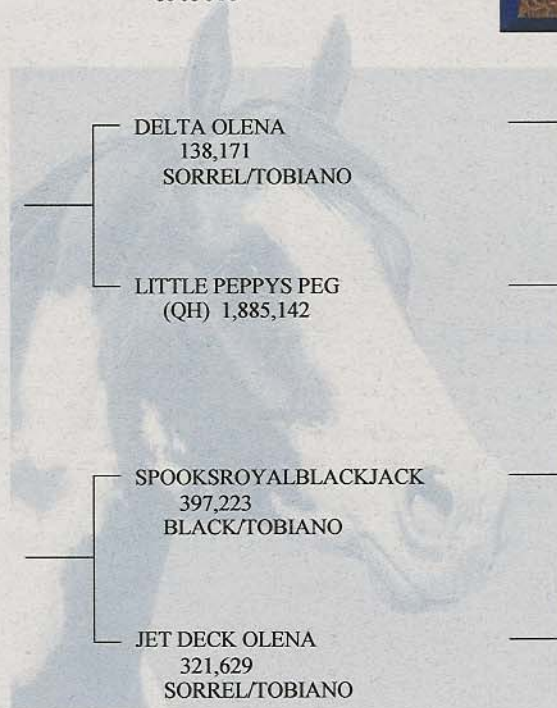 DELTA OLENA
138,171
SORREL/TOBIANO
LITTLE PEPPYS PEG
(QH) 1,885,142
SPOOKSROYALBLACKJACK
397,223
BLACK/TOBIANO
JET DECK OLENA
321,629
SORREL/TOBIANO